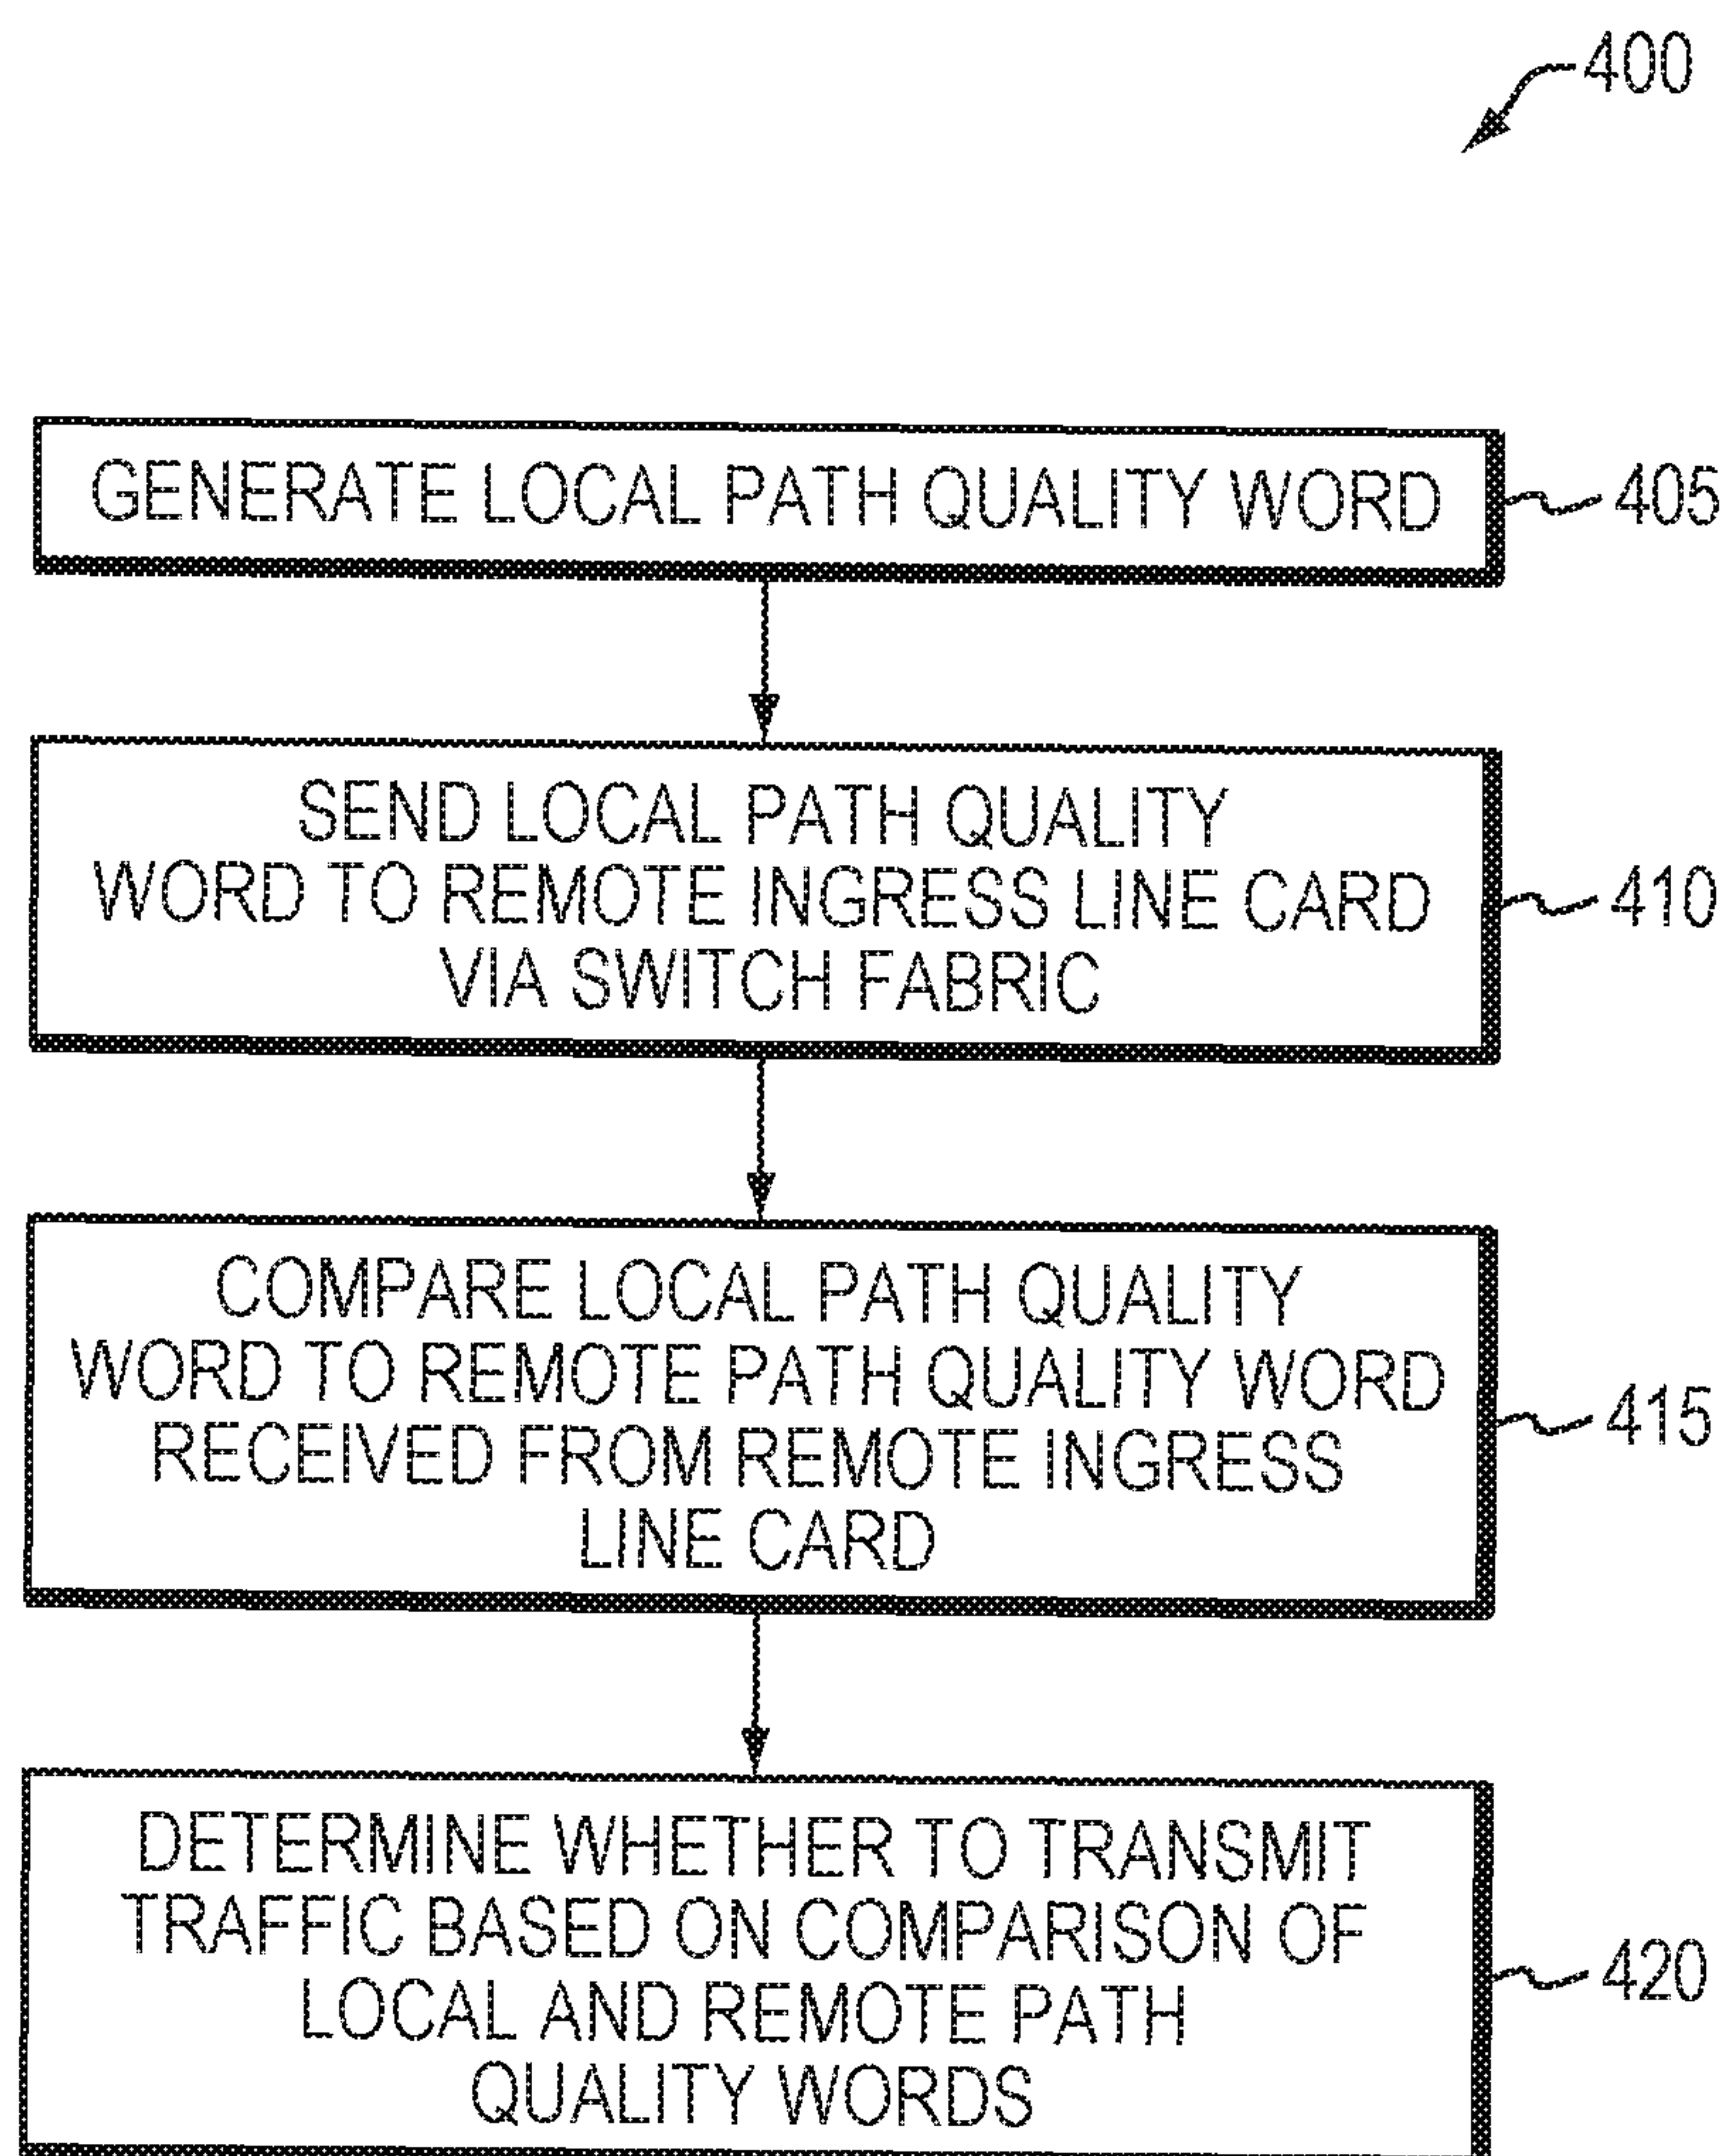 400
GENERATE LOCAL PATH QUALITY WORD
405
SEND LOCAL PATH QUALITY
WORD TO REMOTE INGRESS LINE CARD
VIA SWITCH FABRIC
410
COMPARE LOCAL PATH QUALITY
WORD TO REMOTE PATH QUALITY WORD
RECEIVED FROM REMOTE INGRESS
LINE CARD
415
DETERMINE WHETHER TO TRANSMIT
TRAFFIC BASED ON COMPARISON OF
LOCAL AND REMOTE PATH
QUALITY WORDS
420